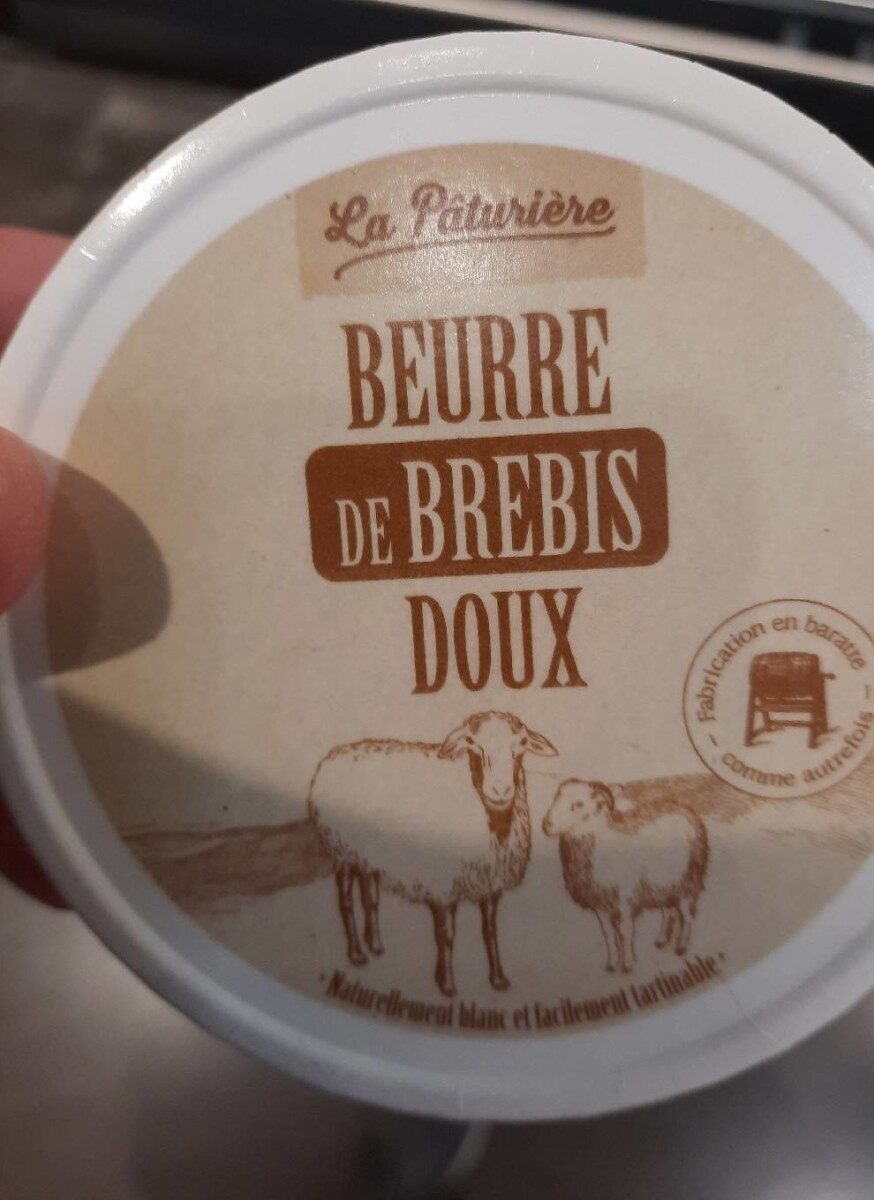 La Pâturière
BEURRE
DE BREBIS
DOUX
– Fabrication en baratte –
comme autrefois
• Naturellement blanc et facilement tartinable •